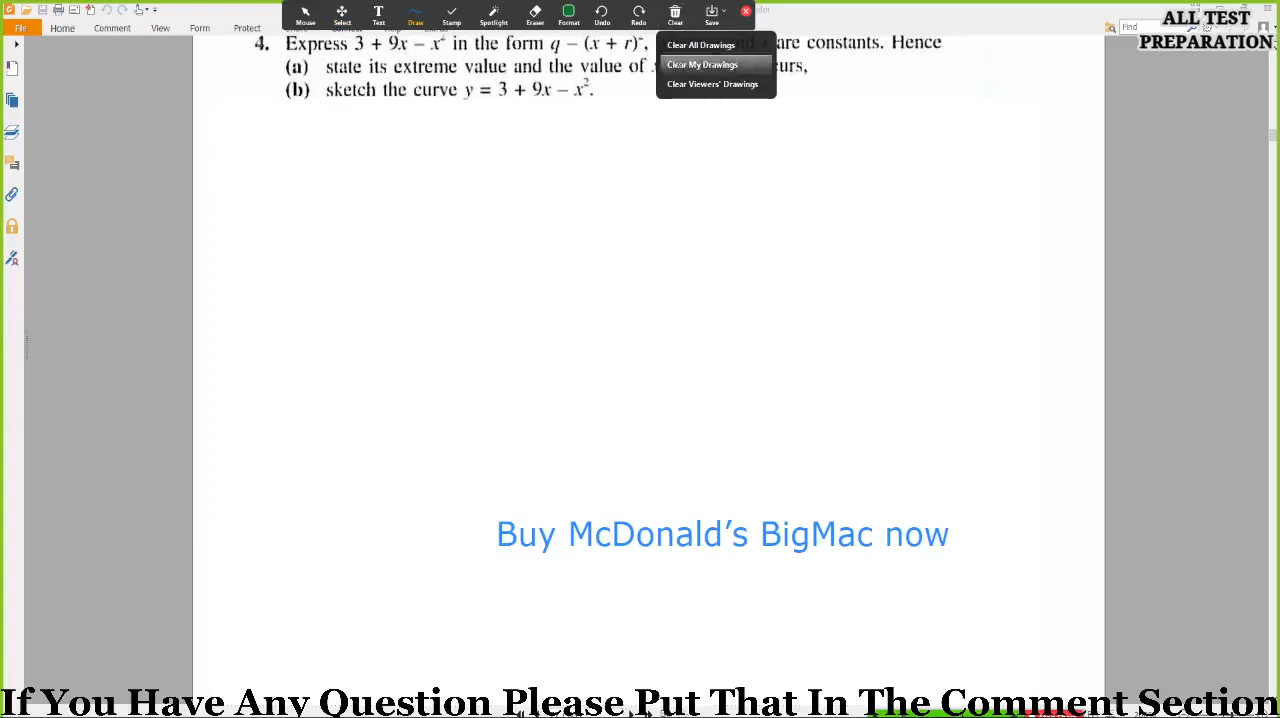 Mouse Select Text Draw Stamp Spotlight Eraser Format Undo Redo Clear Save
ALL TEST
PREPARATION.
File Home Comment View Form Protect
Find
4. Express 3 + 9x − x² in the form q − (x + r)², are constants. Hence
(a) state its extreme value and the value of
(b) sketch the curve y = 3 + 9x − x².
Clear All Drawings
Clear My Drawings
Clear Viewers' Drawings
Buy McDonald's BigMac now
If You Have Any Question Please Put That In The Comment Section